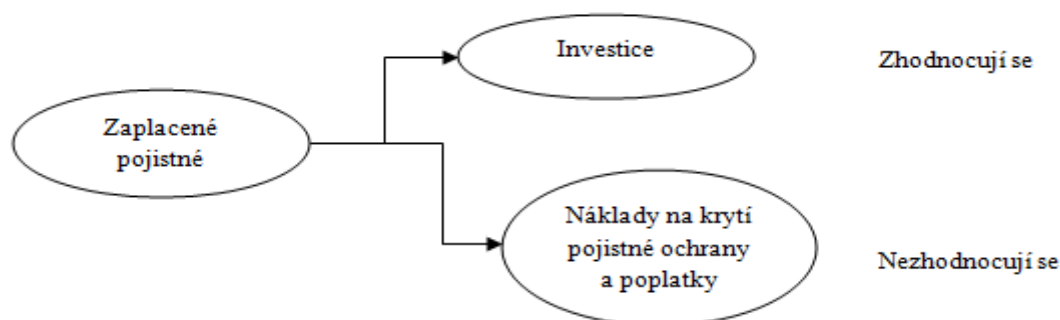 Investice
Zhodnocují se
Zaplacené
pojistné
Náklady na krytí
pojistné ochrany
a poplatky
Nezhodnocují se